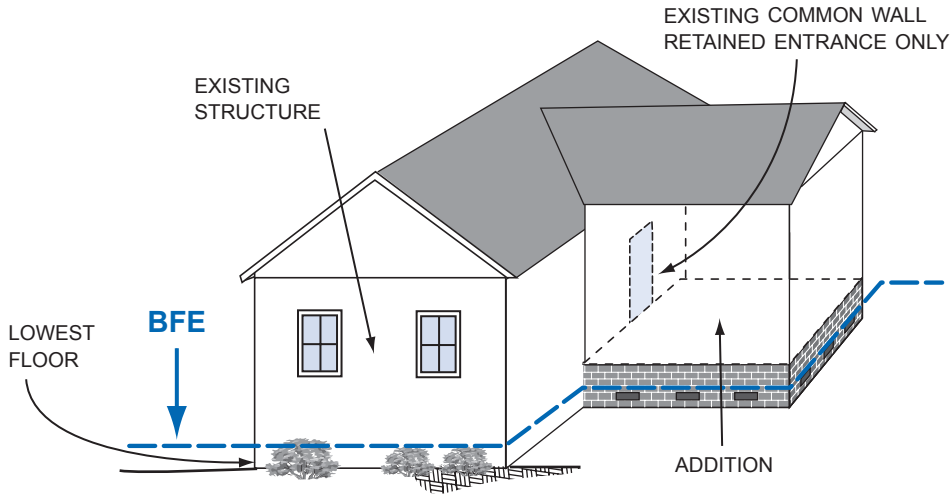 EXISTING COMMON WALL
RETAINED ENTRANCE ONLY
EXISTING
STRUCTURE
LOWEST
FLOOR
BFE
ADDITION